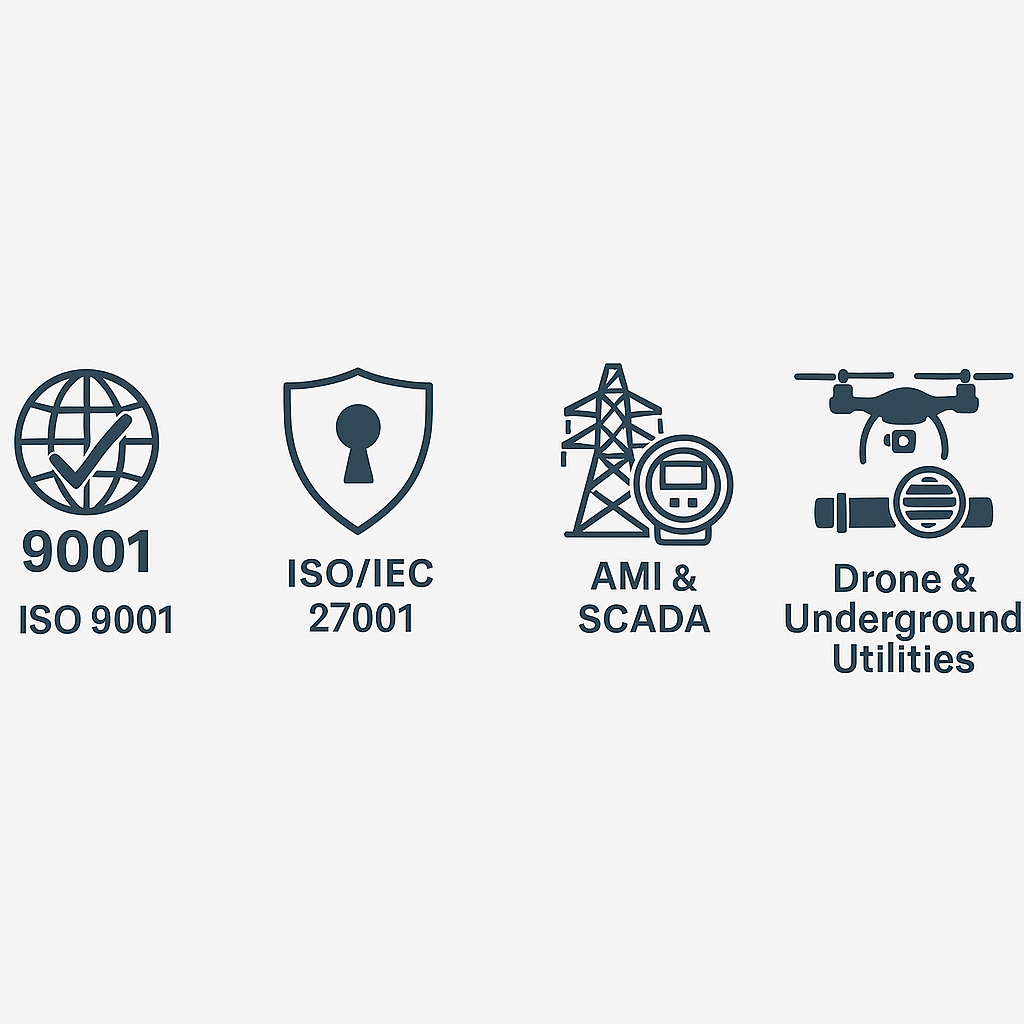 9001
ISO 9001
ISO/IEC
27001
AMI &
SCADA
Drone &
Underground
Utilities